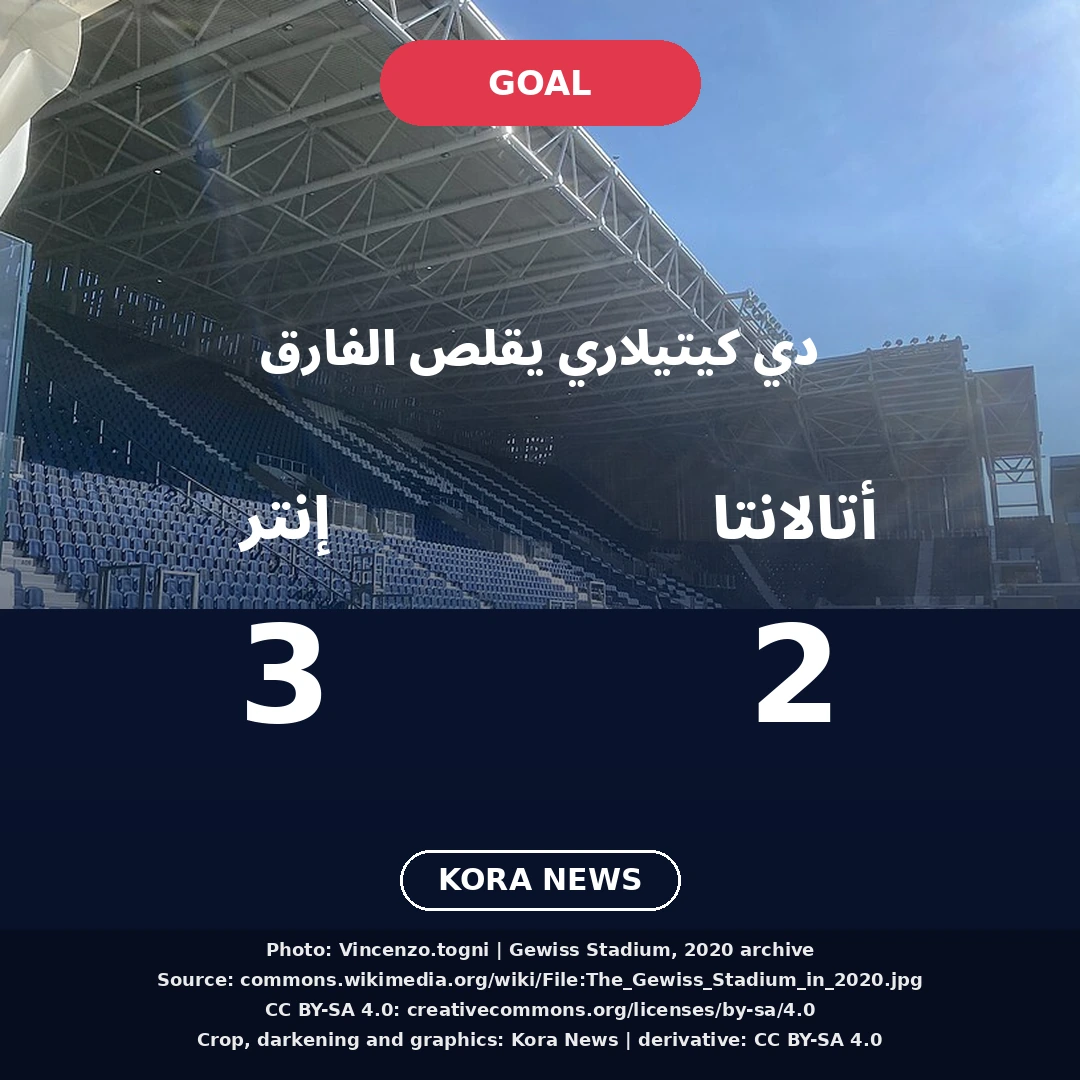 GOAL
دي كيتيلاري يقلص الفارق
أتالانتا
إنتر
2
3
KORA NEWS
Photo: Vincenzo.togni | Gewiss Stadium, 2020 archive
Source: commons.wikimedia.org/wiki/File:The_Gewiss_Stadium_in_2020.jpg
CC BY-SA 4.0: creativecommons.org/licenses/by-sa/4.0
Crop, darkening and graphics: Kora News | derivative: CC BY-SA 4.0